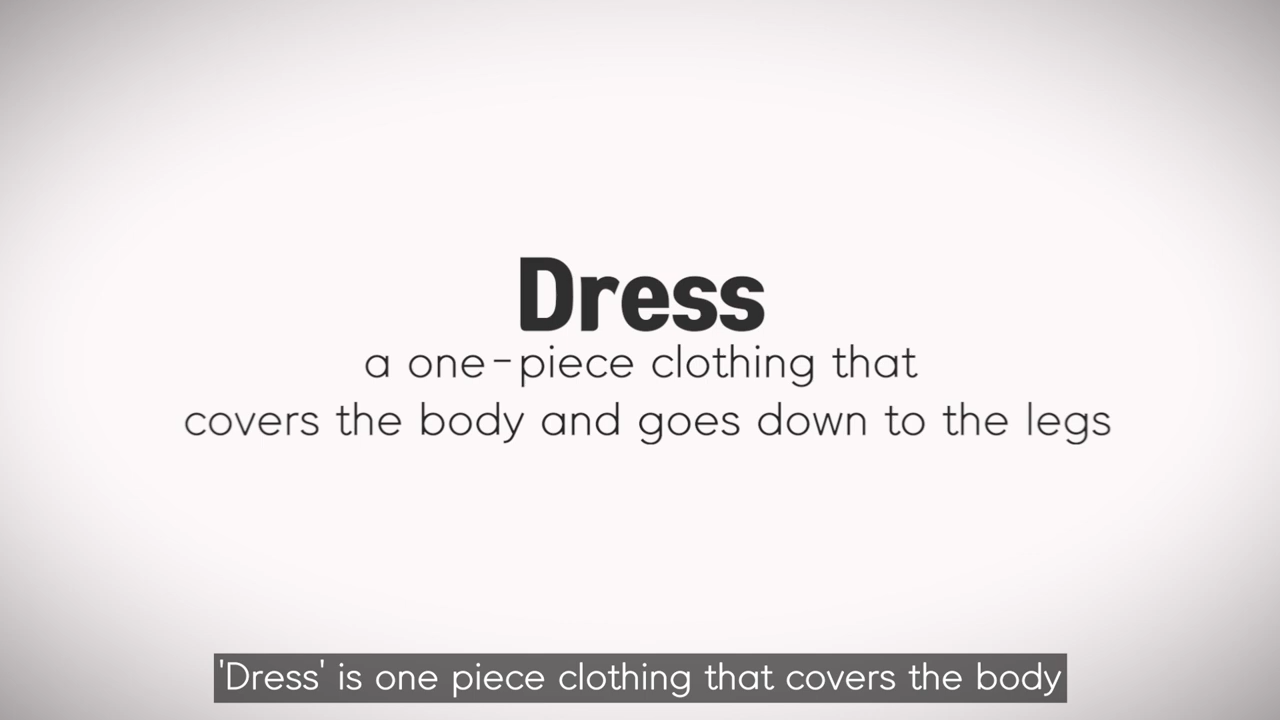 Dress
a one-piece clothing that
covers the body and goes down to the legs
'Dress' is one piece clothing that covers the body